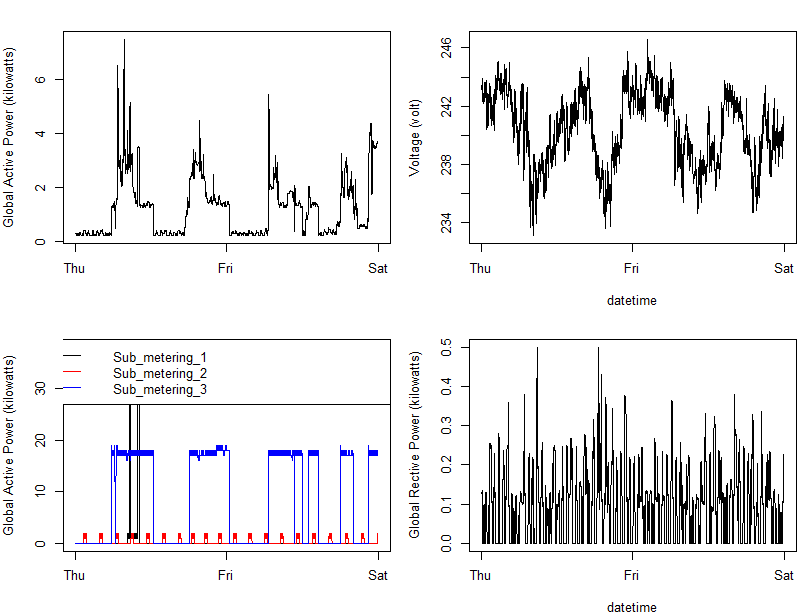 Global Active Power (kilowatts)
6
4
2
0
Thu
Fri
Sat
Voltage (volt)
246
242
238
234
Thu
Fri
Sat
datetime
Global Active Power (kilowatts)
30
20
10
0
Sub_metering_1
Sub_metering_2
Sub_metering_3
Thu
Fri
Sat
Global Rective Power (kilowatts)
0.5
0.4
0.3
0.2
0.1
0.0
Thu
Fri
Sat
datetime